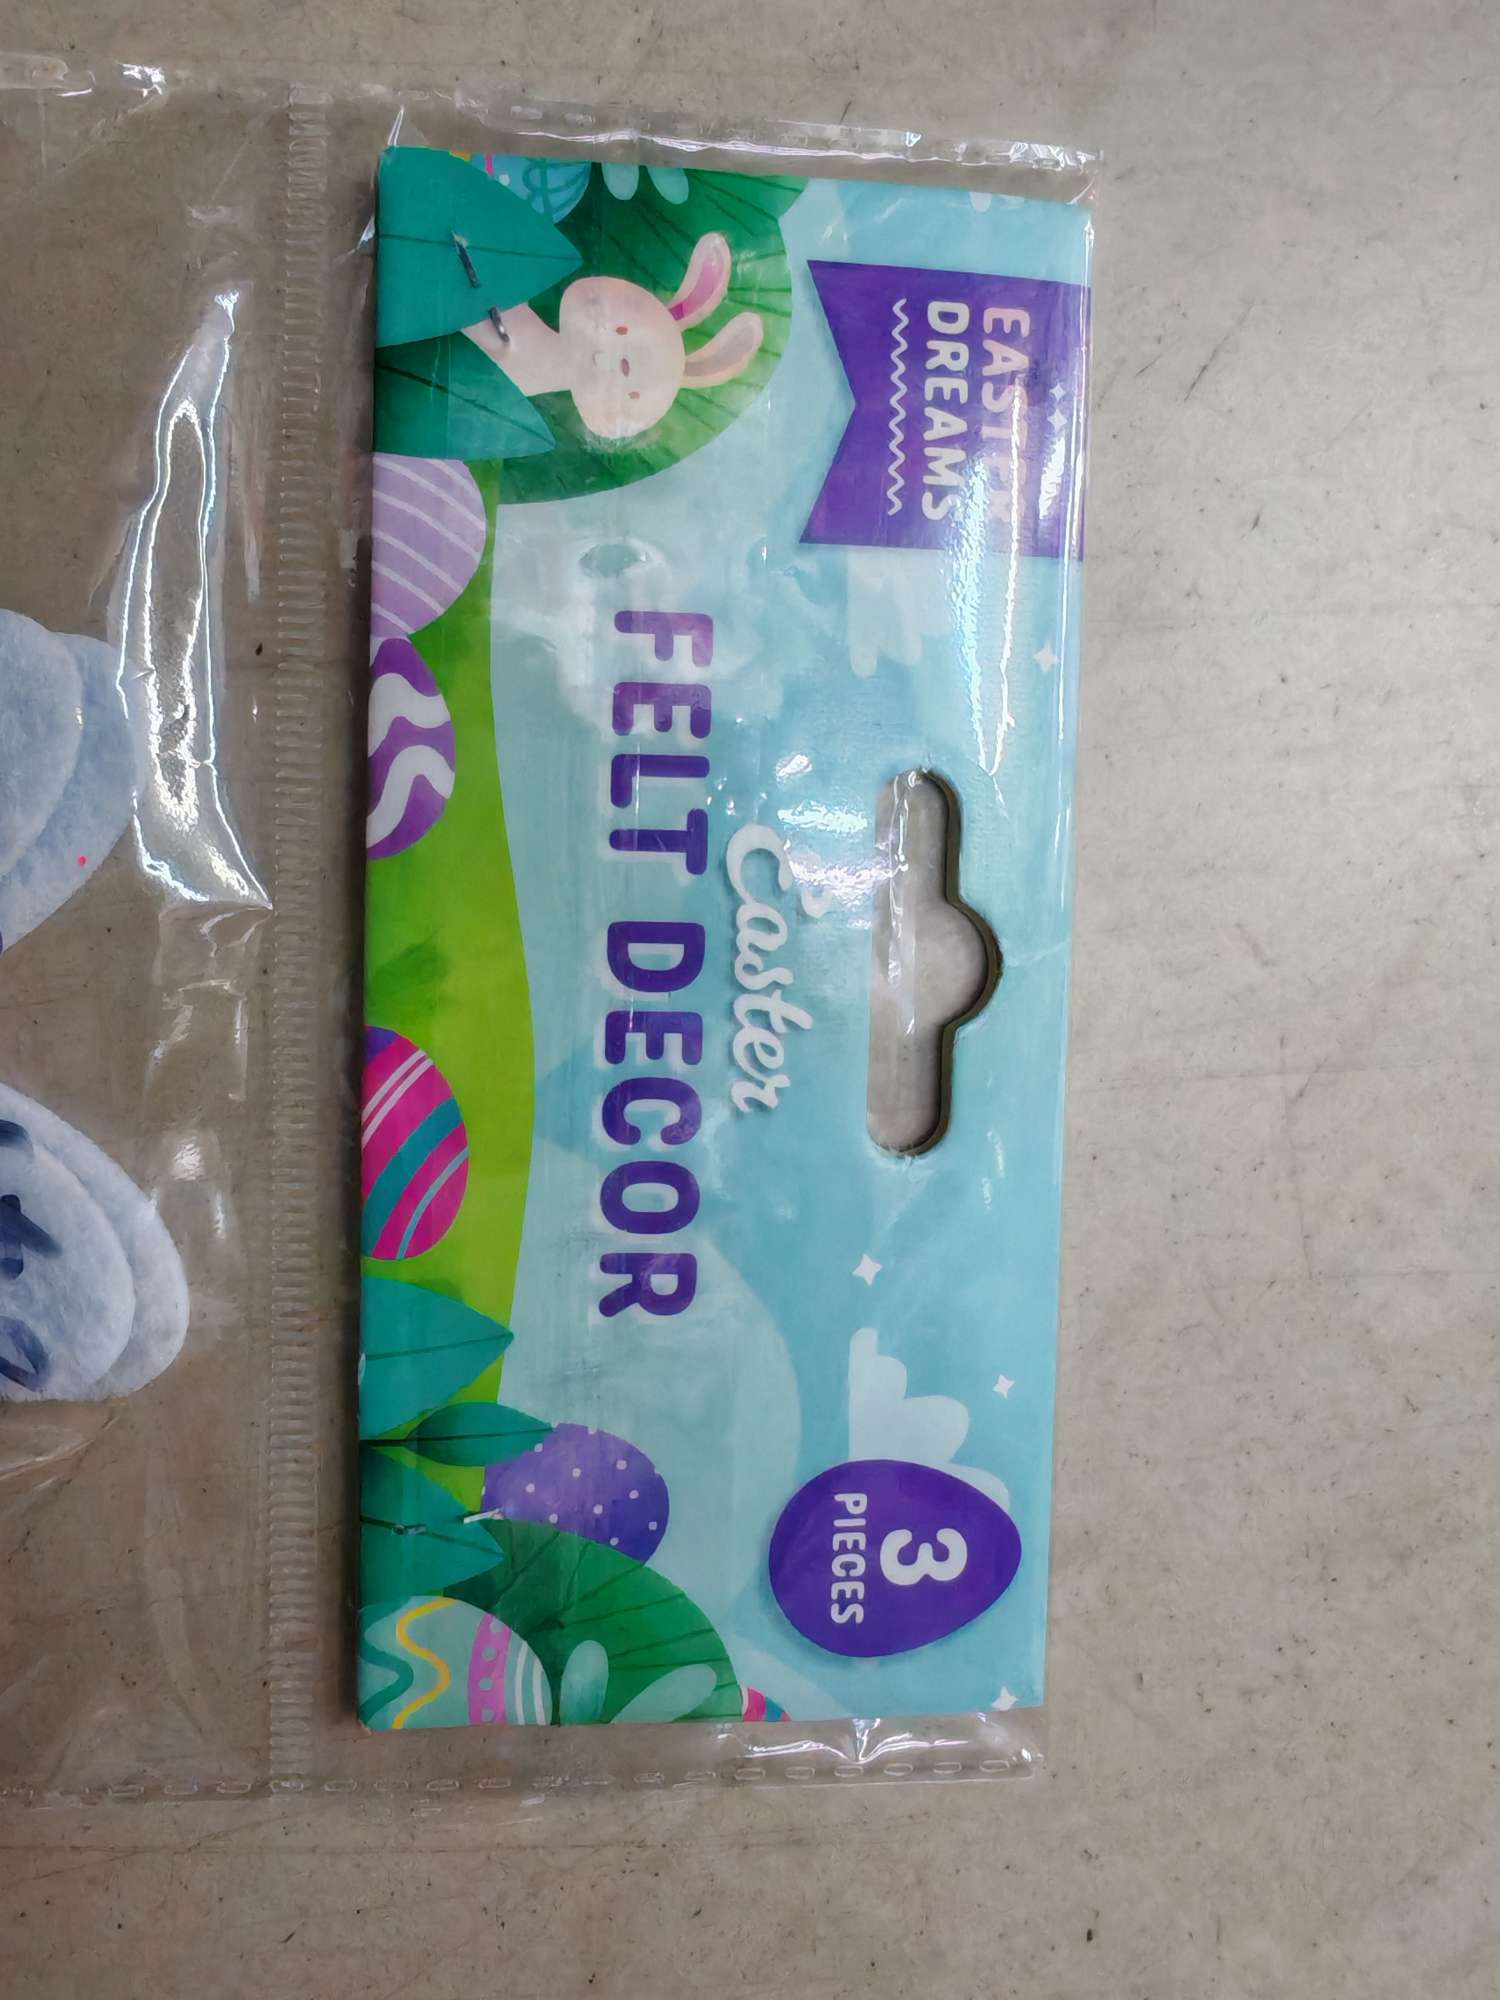 EASTER
DREAMS
Easter
FELT DECOR
3
PIECES